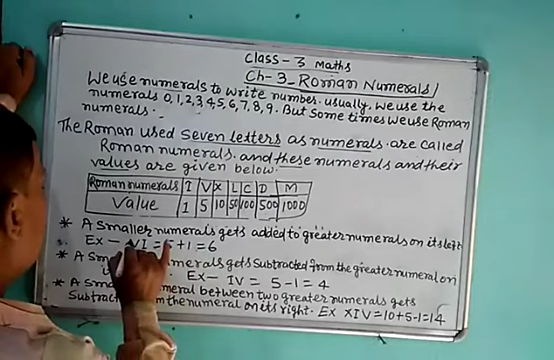 Class - 3 Maths
Ch-3 - Roman Numerals/
We use numerals to write number. usually, we use the
numerals 0,1,2,3,4,5,6,7,8,9. But Some times we use Roman
numerals.
The Roman used seven letters as numerals are called
Roman numerals. and these numerals and their
values are given below.
Roman numerals I V X L C D M
Value 1 5 10 50 100 500 1000
* A smaller numerals gets added to greater numerals on its left
Ex - VI = 5+1=6
* A Sm numerals gets Subtracted from the greater numeral on
Ex- IV = 5-1=4
* A Sm meral between two greater numerals gets
Subtrac the numeral on its right. Ex XIV=10+5-1=14